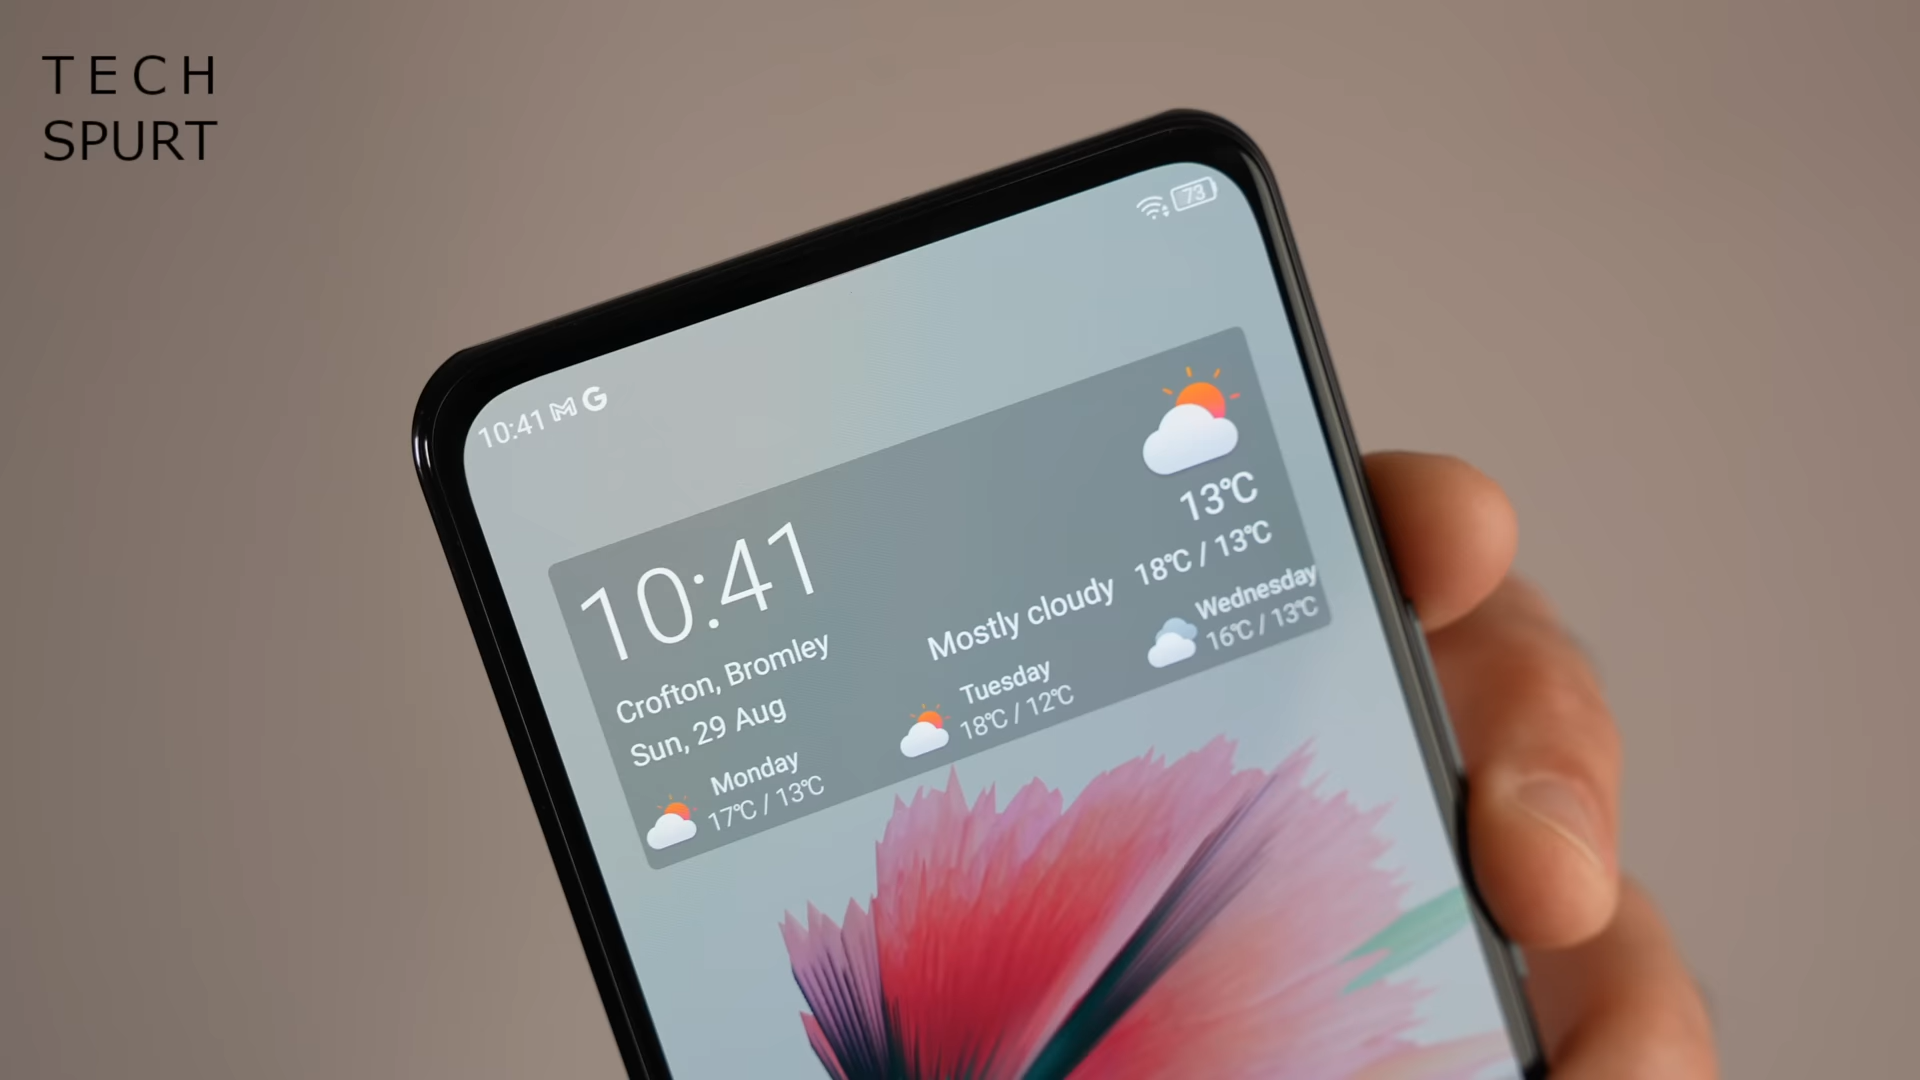 TECH
SPURT
10:41
73
10:41
13℃
Crofton, Bromley
Mostly cloudy
18℃ / 13℃
Sun, 29 Aug
Monday
17℃ / 13℃
Tuesday
18℃ / 12℃
Wednesday
16℃ / 13℃